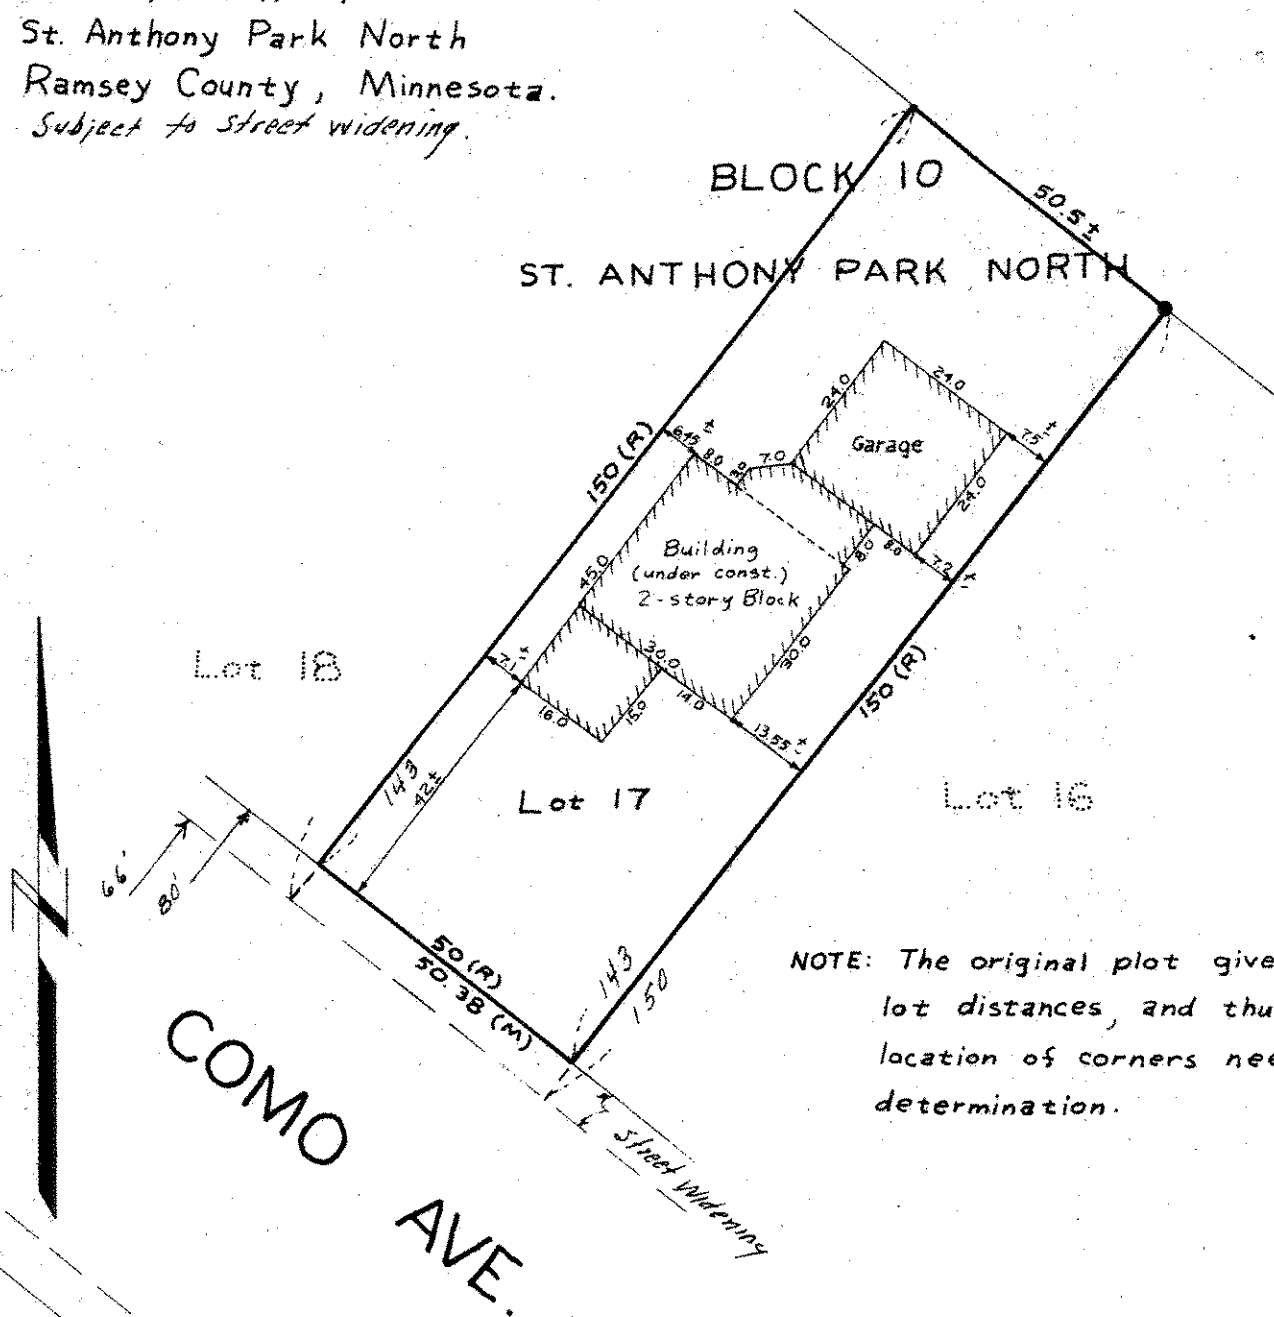 St. Anthony Park North
Ramsey County, Minnesota.
Subject to Street widening.
BLOCK 10
50.5±
ST. ANTHONY PARK NORTH
24.0
24.0
Garage
7.5±
150 (R)
6.45±
8.0
3.0
7.0
24.0
Building
(under const.)
2-story Block
8.0
8.0
7.2±
45.0
Lot 18
7.1±
30.0
30.0
150 (R)
16.0
15.0
14.0
13.55±
143
42±
Lot 17
Lot 16
66'
80'
50 (R)
50.38 (M)
143
150
NOTE: The original plot give
lot distances, and thu
location of corners nee
determination.
Street Widening
COMO AVE.
N